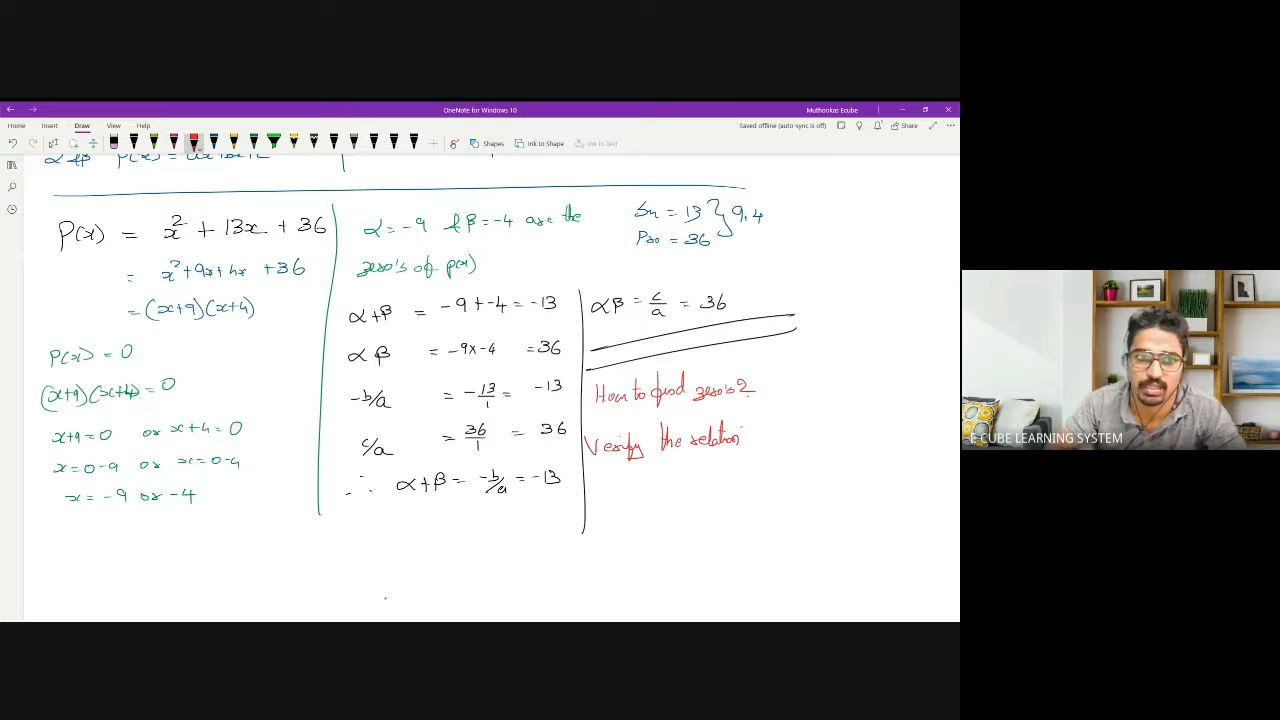 OneNote for Windows 10
Muthookas Ecube
Home Insert Draw View Help
Saved offline (auto-sync is off)
Share
Shapes
Ink to Shape
Ink to Text
P(x) = x² + 13x + 36
= x² + 9x + 4x + 36
= (x+9)(x+4)
P(x) = 0
(x+9)(x+4) = 0
x+9 = 0 or x+4 = 0
x = 0-9 or x = 0-4
x = -9 or -4
α = -9 & β = -4 are the
zero's of p(x)
α+β = -9 + -4 = -13
αβ = -9x-4 = 36
-b/a = -13/1 = -13
c/a = 36/1 = 36
∴ α+β = -b/a = -13
Sum = 13 } 9,4
Pro = 36
αβ = c/a = 36
How to find zero's?
Verify the relation
E CUBE LEARNING SYSTEM